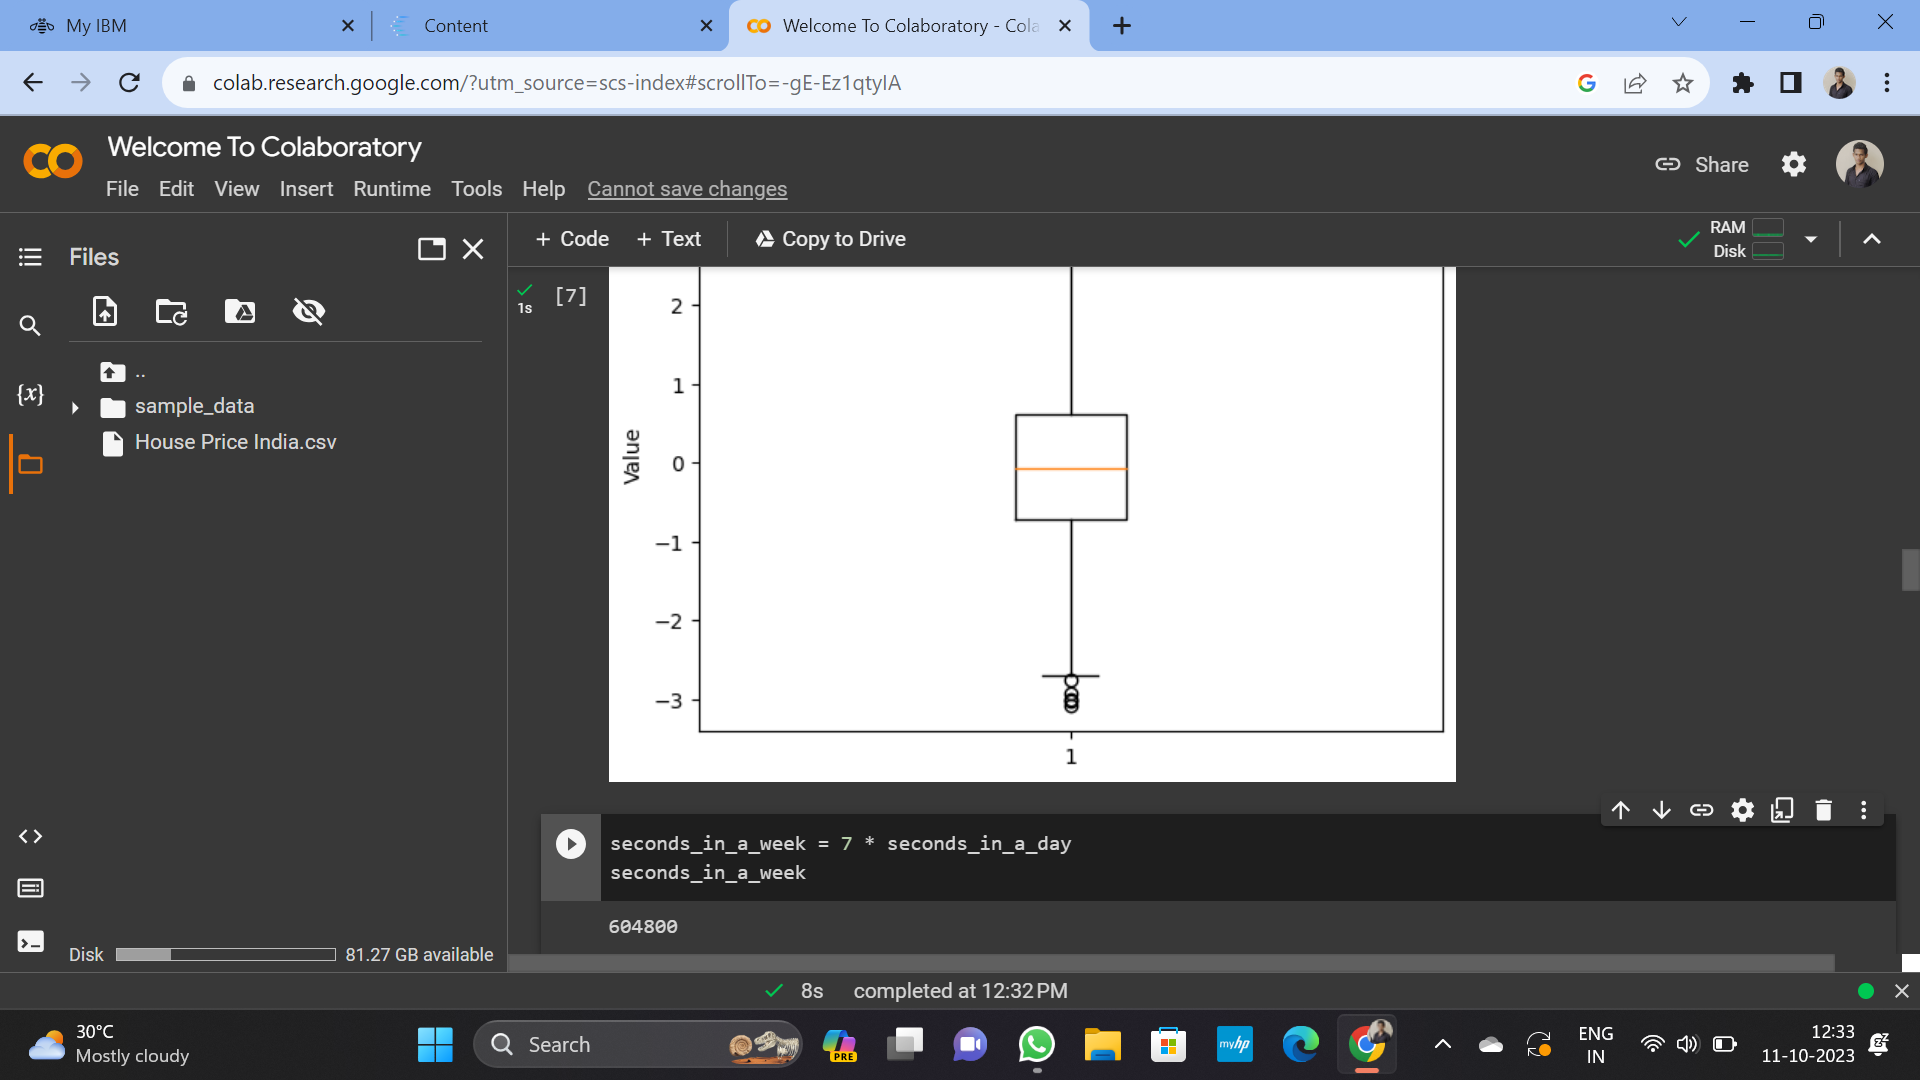 My IBM
Content
Welcome To Colaboratory - Cola
colab.research.google.com/?utm_source=scs-index#scrollTo=-gE-Ez1qtyIA
Welcome To Colaboratory
File Edit View Insert Runtime Tools Help Cannot save changes
Share
Files
+ Code + Text Copy to Drive
RAM
Disk
..
sample_data
House Price India.csv
{x}
[7]
1s
2
1
0
−1
−2
−3
Value
1
seconds_in_a_week = 7 * seconds_in_a_day
seconds_in_a_week
604800
Disk 81.27 GB available
8s completed at 12:32 PM
30°C
Mostly cloudy
Search
PRE
myhp
ENG
IN
12:33
11-10-2023